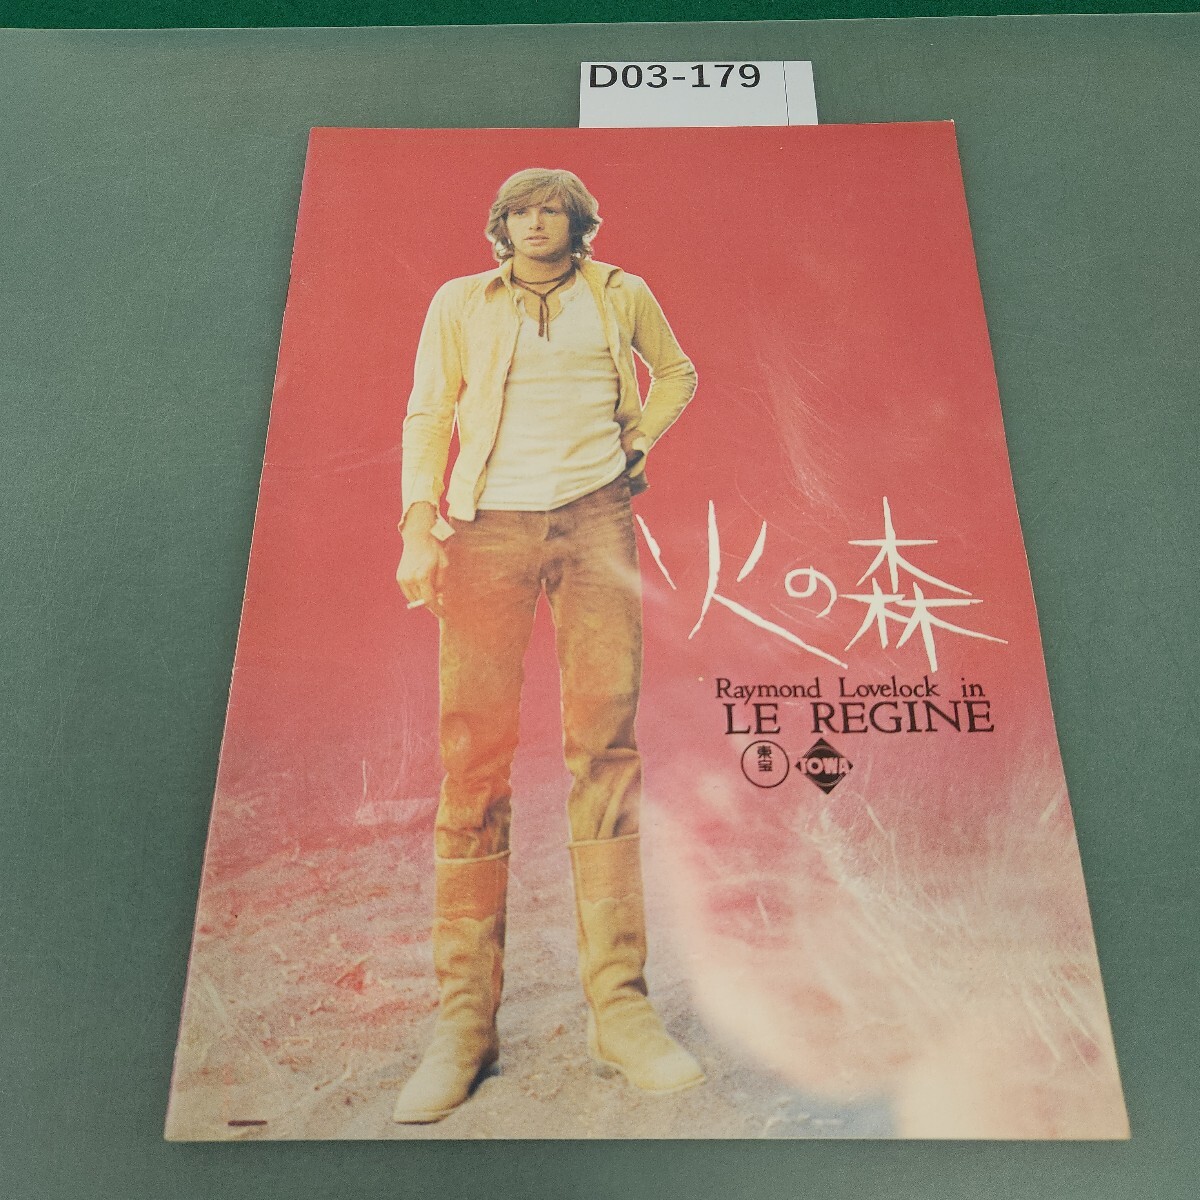 D03-179
火の森
Raymond Lovelock in
LE REGINE
東宝 TOWA